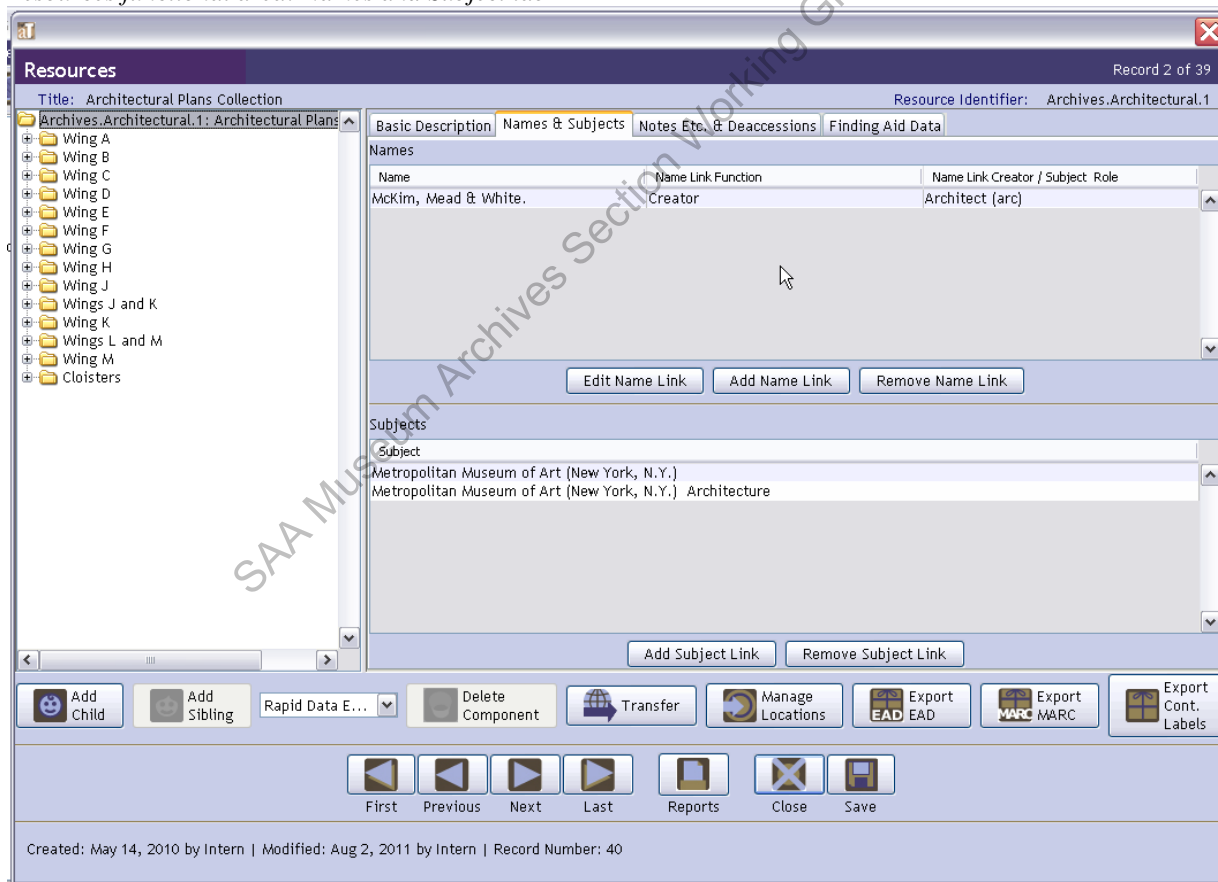 Resources
Record 2 of 39
Title: Architectural Plans Collection
Resource Identifier: Archives.Architectural.1
Archives.Architectural.1: Architectural Plans
Wing A
Wing B
Wing C
Wing D
Wing E
Wing F
Wing G
Wing H
Wing J
Wings J and K
Wing K
Wings L and M
Wing M
Cloisters
Basic Description Names & Subjects Notes Etc. & Deaccessions Finding Aid Data
Names
Name Name Link Function Name Link Creator / Subject Role
McKim, Mead & White. Creator Architect (arc)
Edit Name Link Add Name Link Remove Name Link
Subjects
Subject
Metropolitan Museum of Art (New York, N.Y.)
Metropolitan Museum of Art (New York, N.Y.) Architecture
Add Subject Link Remove Subject Link
Add
Child
Add
Sibling
Rapid Data E...
Delete
Component
Transfer
Manage
Locations
EAD
Export
EAD
MARC
Export
MARC
Export
Cont.
Labels
First Previous Next Last Reports Close Save
Created: May 14, 2010 by Intern | Modified: Aug 2, 2011 by Intern | Record Number: 40
SAA Museum Archives Section Working